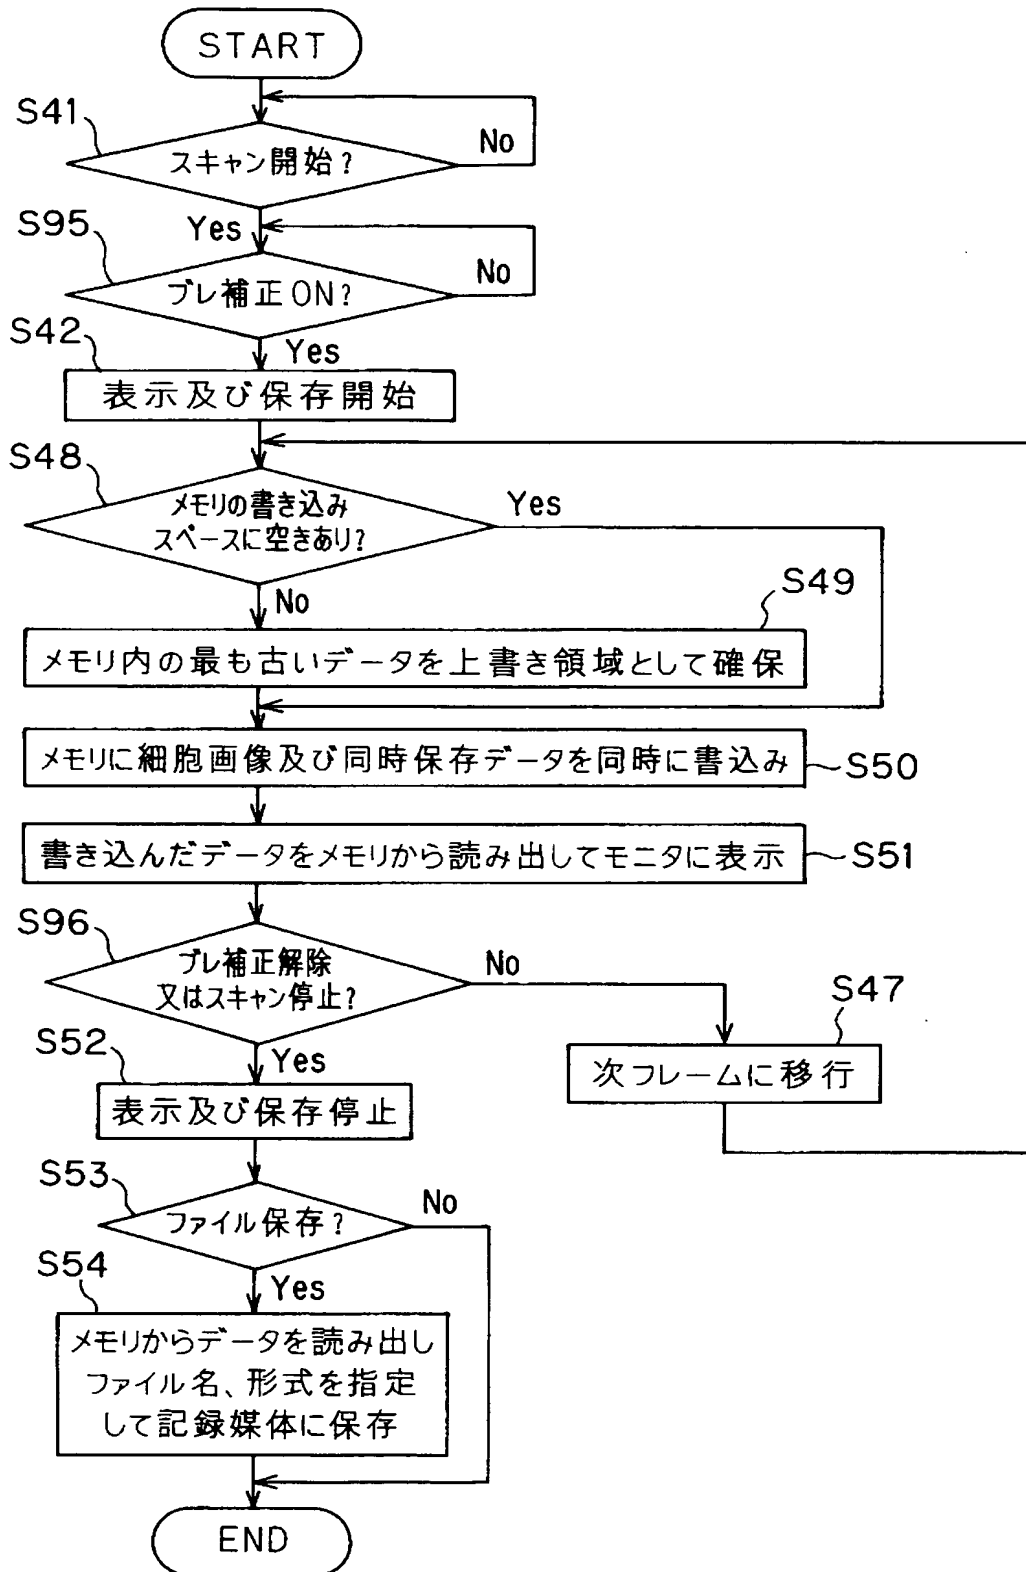 START
S41
スキャン開始?
No
Yes
S95
ブレ補正ON?
No
Yes
S42
表示及び保存開始
S48
メモリの書き込み
スペースに空きあり?
Yes
No
S49
メモリ内の最も古いデータを上書き領域として確保
メモリに細胞画像及び同時保存データを同時に書込み
S50
書き込んだデータをメモリから読み出してモニタに表示
S51
S96
ブレ補正解除
又はスキャン停止?
No
Yes
S47
次フレームに移行
S52
表示及び保存停止
S53
ファイル保存?
No
Yes
S54
メモリからデータを読み出し
ファイル名、形式を指定
して記録媒体に保存
END